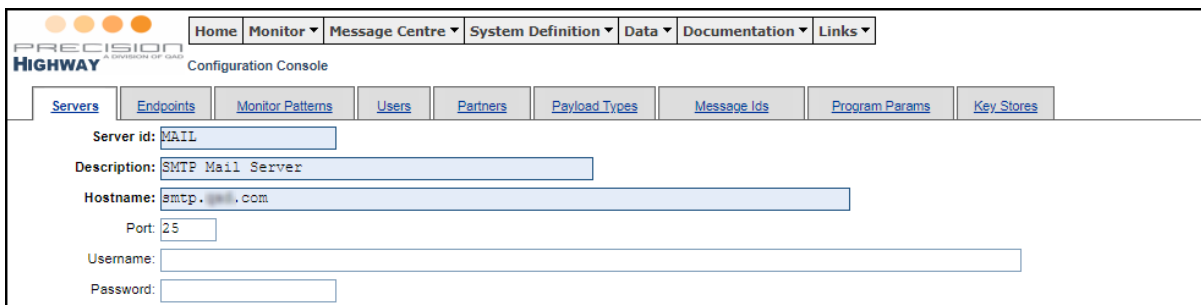 Home Monitor Message Centre System Definition Data Documentation Links
PRECISION
A DIVISION OF QAD
HIGHWAY
Configuration Console
Servers Endpoints Monitor Patterns Users Partners Payload Types Message Ids Program Params Key Stores
Server id: MAIL
Description: SMTP Mail Server
Hostname: smtp. .com
Port: 25
Username:
Password: